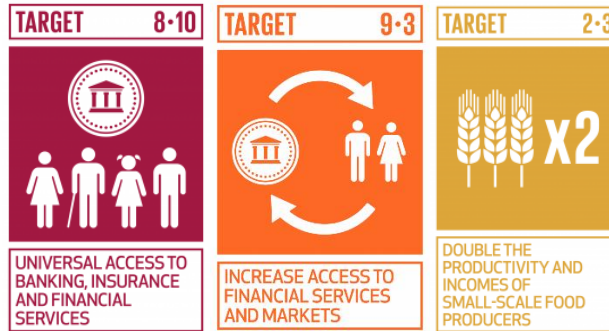 TARGET 8·10
UNIVERSAL ACCESS TO
BANKING, INSURANCE
AND FINANCIAL
SERVICES
TARGET 9·3
INCREASE ACCESS TO
FINANCIAL SERVICES
AND MARKETS
TARGET 2·3
x2
DOUBLE THE
PRODUCTIVITY AND
INCOMES OF
SMALL-SCALE FOOD
PRODUCERS